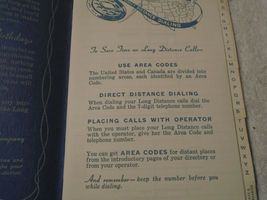 Birthdays
LONG DISTANCE DIALING
To Save Time on Long Distance Calls—
USE AREA CODES
The United States and Canada are divided into
numbering areas, each identified by an Area
Code.
DIRECT DISTANCE DIALING
When dialing your Long Distance calls dial the
Area Code and the 7-digit telephone number.
PLACING CALLS WITH OPERATOR
When you must place your Long Distance calls
with the operator, give her the Area Code and
telephone number.
You can get AREA CODES for distant places
from the introductory pages of your directory or
from your operator.
And remember—keep the number before you
while dialing.